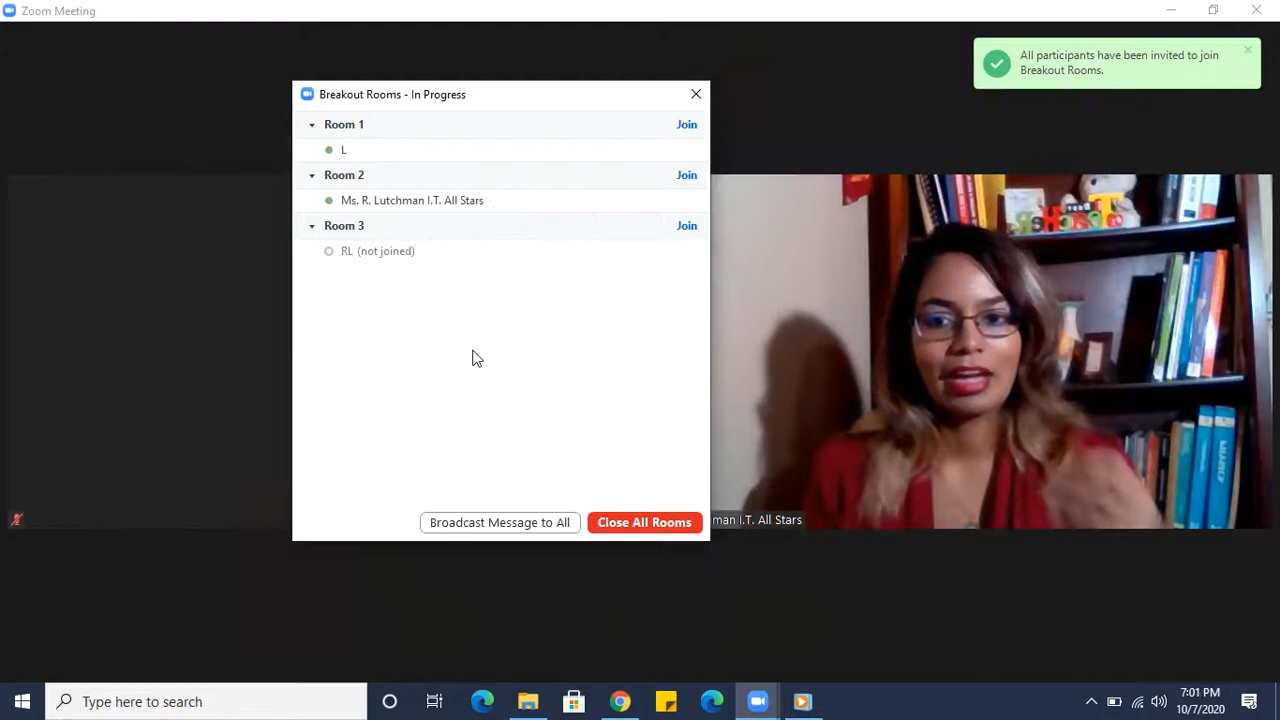 Zoom Meeting
All participants have been invited to join
Breakout Rooms.
Breakout Rooms - In Progress
Room 1
Join
L
Room 2
Join
Ms. R. Lutchman I.T. All Stars
Room 3
Join
RL (not joined)
Broadcast Message to All
Close All Rooms
man I.T. All Stars
Type here to search
7:01 PM
10/7/2020